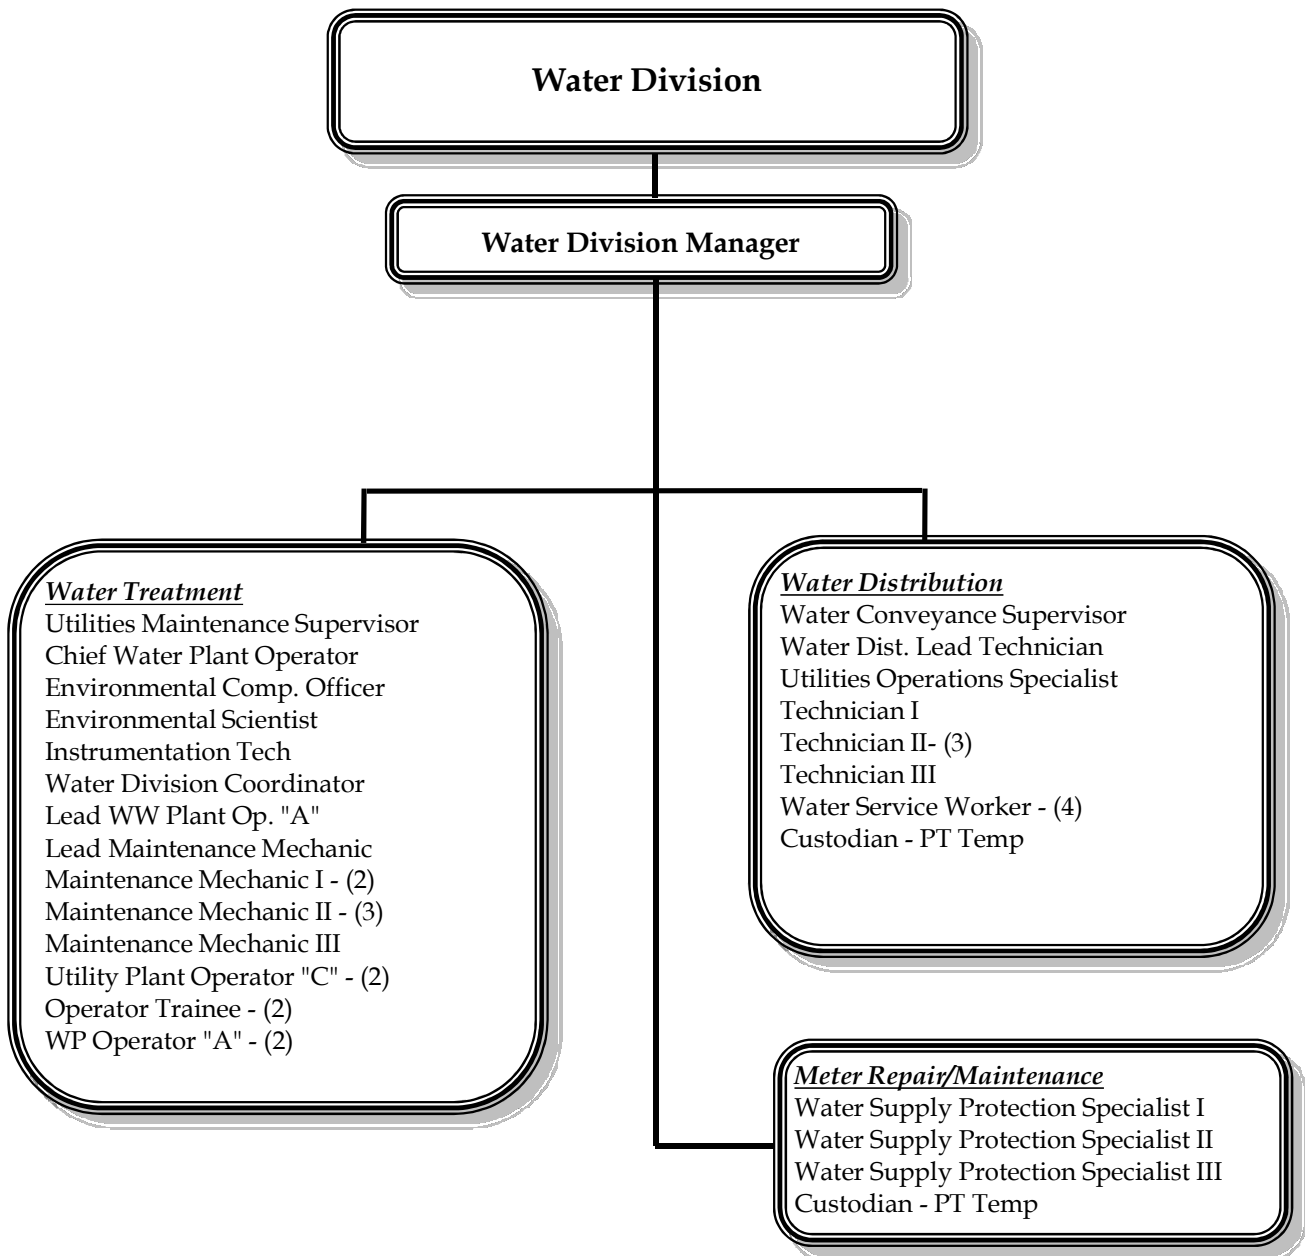 Water Division
Water Division Manager
Water Treatment
Utilities Maintenance Supervisor
Chief Water Plant Operator
Environmental Comp. Officer
Environmental Scientist
Instrumentation Tech
Water Division Coordinator
Lead WW Plant Op. "A"
Lead Maintenance Mechanic
Maintenance Mechanic I - (2)
Maintenance Mechanic II - (3)
Maintenance Mechanic III
Utility Plant Operator "C" - (2)
Operator Trainee - (2)
WP Operator "A" - (2)
Water Distribution
Water Conveyance Supervisor
Water Dist. Lead Technician
Utilities Operations Specialist
Technician I
Technician II- (3)
Technician III
Water Service Worker - (4)
Custodian - PT Temp
Meter Repair/Maintenance
Water Supply Protection Specialist I
Water Supply Protection Specialist II
Water Supply Protection Specialist III
Custodian - PT Temp